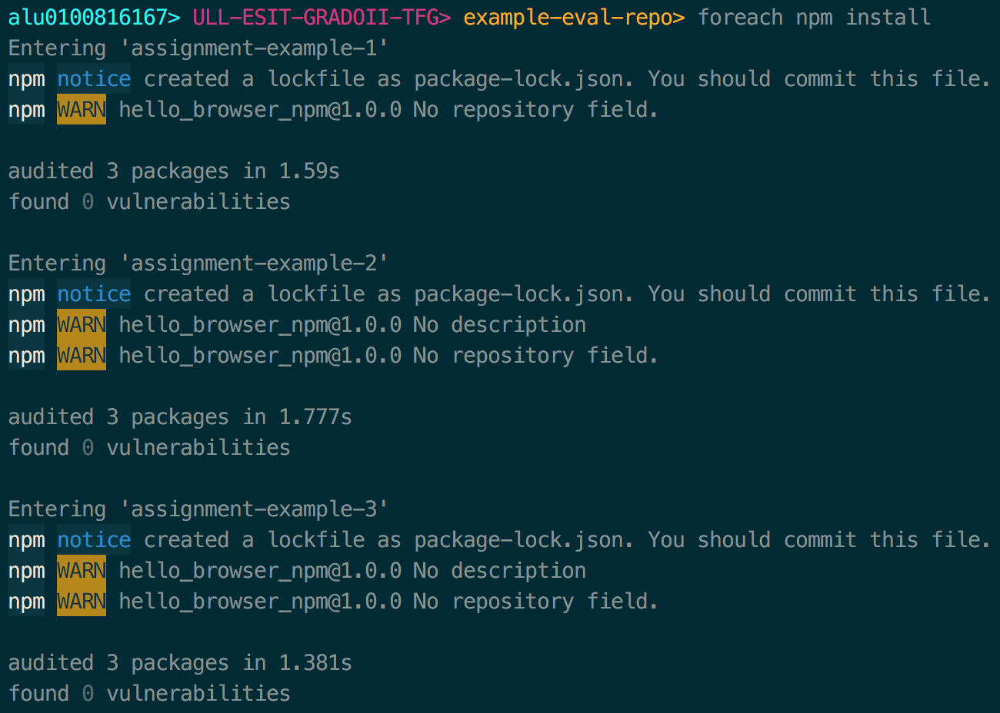 alu0100816167> ULL-ESIT-GRADOII-TFG> example-eval-repo> foreach npm install
Entering 'assignment-example-1'
npm notice created a lockfile as package-lock.json. You should commit this file.
npm WARN hello_browser_npm@1.0.0 No repository field.
audited 3 packages in 1.59s
found 0 vulnerabilities
Entering 'assignment-example-2'
npm notice created a lockfile as package-lock.json. You should commit this file.
npm WARN hello_browser_npm@1.0.0 No description
npm WARN hello_browser_npm@1.0.0 No repository field.
audited 3 packages in 1.777s
found 0 vulnerabilities
Entering 'assignment-example-3'
npm notice created a lockfile as package-lock.json. You should commit this file.
npm WARN hello_browser_npm@1.0.0 No description
npm WARN hello_browser_npm@1.0.0 No repository field.
audited 3 packages in 1.381s
found 0 vulnerabilities